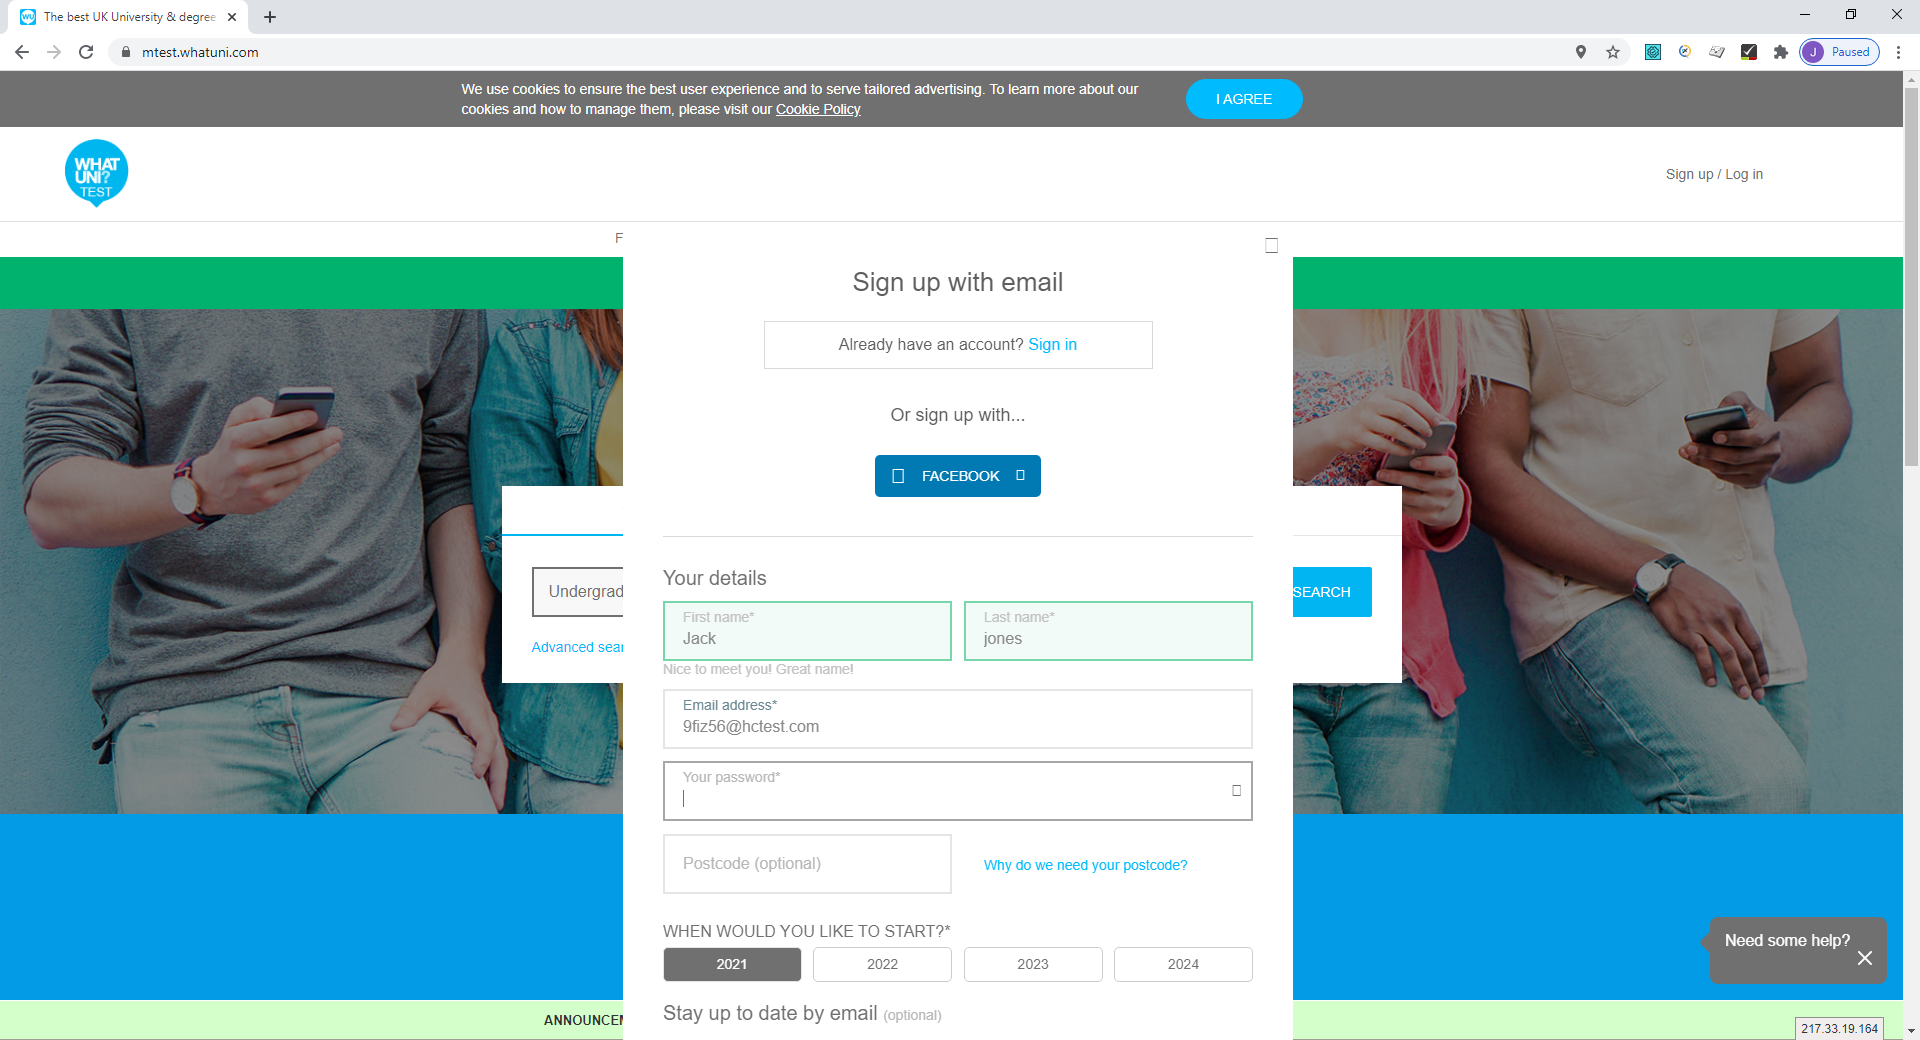 The best UK University & degree
mtest.whatuni.com
J Paused
We use cookies to ensure the best user experience and to serve tailored advertising. To learn more about our
cookies and how to manage them, please visit our Cookie Policy
I AGREE
WHAT
UNI?
TEST
Sign up / Log in
F
Sign up with email
Already have an account? Sign in
Or sign up with...
FACEBOOK
Your details
Undergrad
SEARCH
First name*
Jack
Last name*
jones
Advanced sear
Nice to meet you! Great name!
Email address*
9fiz56@hctest.com
Your password*
Postcode (optional)
Why do we need your postcode?
WHEN WOULD YOU LIKE TO START?*
2021 2022 2023 2024
Need some help?
Stay up to date by email (optional)
ANNOUNCEM
217.33.19.164